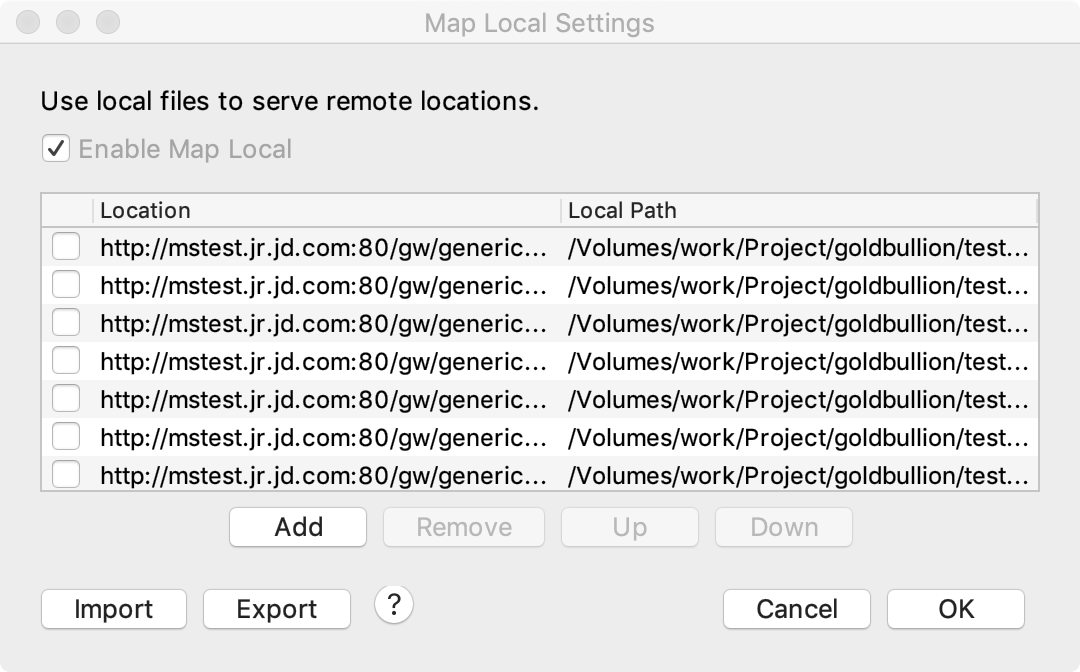 Map Local Settings
Use local files to serve remote locations.
Enable Map Local
Location Local Path
http://mstest.jr.jd.com:80/gw/generic... /Volumes/work/Project/goldbullion/test...
http://mstest.jr.jd.com:80/gw/generic... /Volumes/work/Project/goldbullion/test...
http://mstest.jr.jd.com:80/gw/generic... /Volumes/work/Project/goldbullion/test...
http://mstest.jr.jd.com:80/gw/generic... /Volumes/work/Project/goldbullion/test...
http://mstest.jr.jd.com:80/gw/generic... /Volumes/work/Project/goldbullion/test...
http://mstest.jr.jd.com:80/gw/generic... /Volumes/work/Project/goldbullion/test...
http://mstest.jr.jd.com:80/gw/generic... /Volumes/work/Project/goldbullion/test...
Add Remove Up Down
Import Export ? Cancel OK